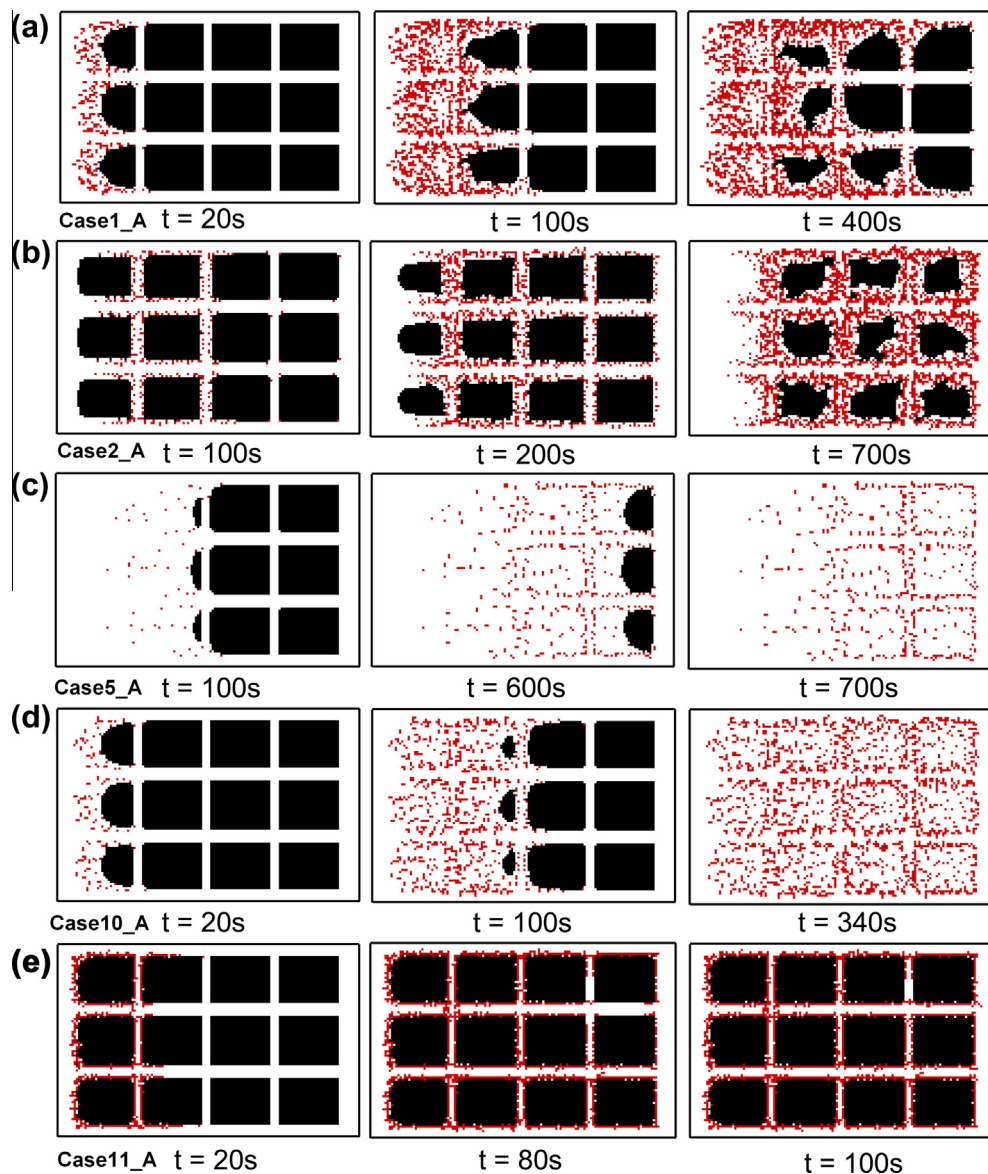 (a)
Case1_A t = 20s t = 100s t = 400s
(b)
Case2_A t = 100s t = 200s t = 700s
(c)
Case5_A t = 100s t = 600s t = 700s
(d)
Case10_A t = 20s t = 100s t = 340s
(e)
Case11_A t = 20s t = 80s t = 100s